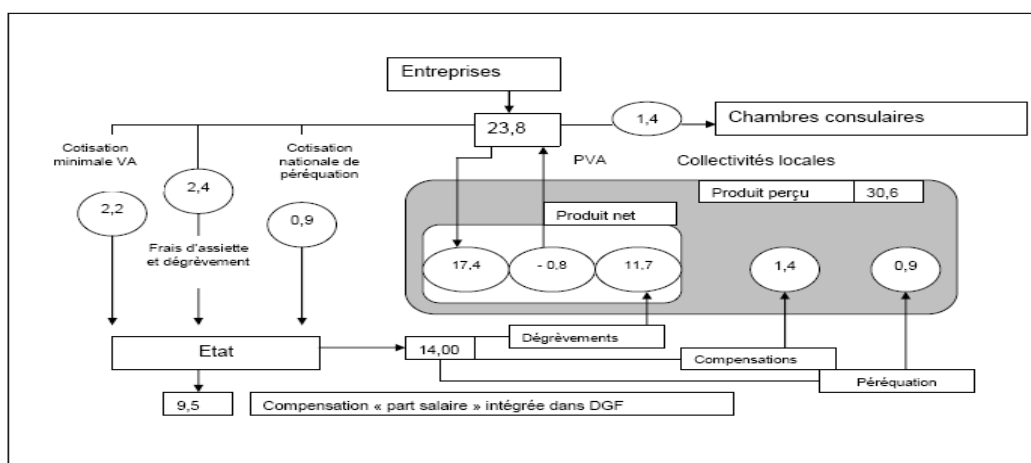 Entreprises
23,8
1,4
Chambres consulaires
Cotisation
minimale VA
2,4
Cotisation
nationale de
péréquation
PVA
Collectivités locales
Produit perçu
30,6
2,2
0,9
Produit net
Frais d'assiette
et dégrèvement
17,4
- 0,8
11,7
1,4
0,9
Etat
14,00
Dégrèvements
Compensations
Péréquation
9,5
Compensation « part salaire » intégrée dans DGF